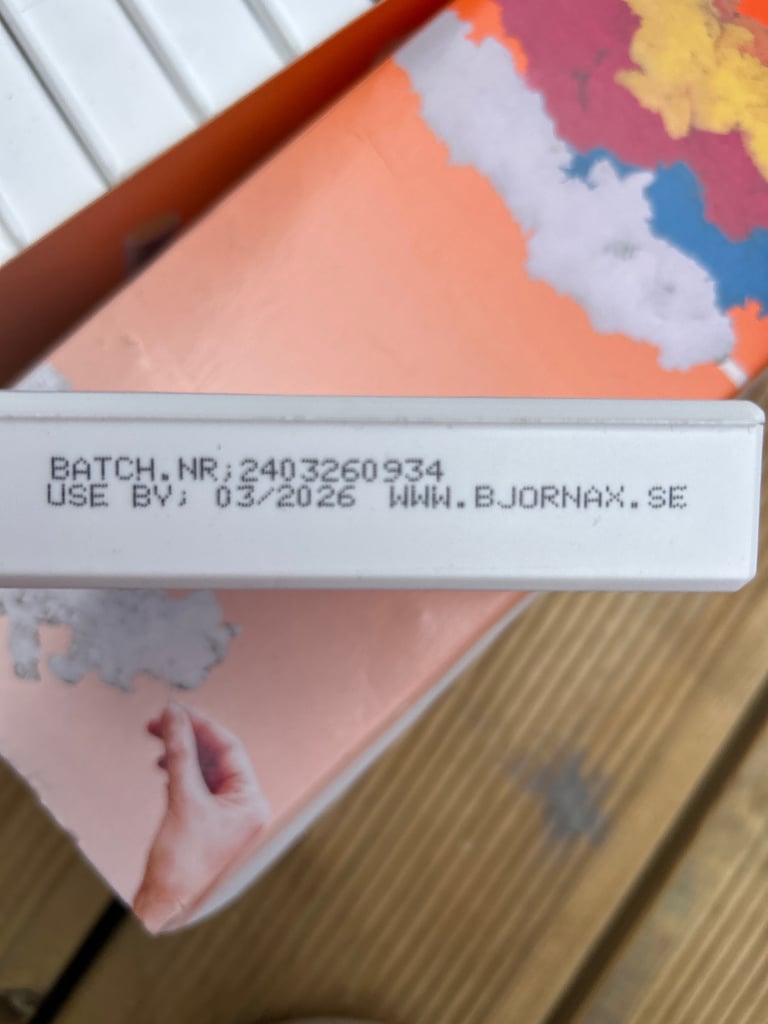 BATCH.NR;2403260934
USE BY; 03/2026 WWW.BJORNAX.SE